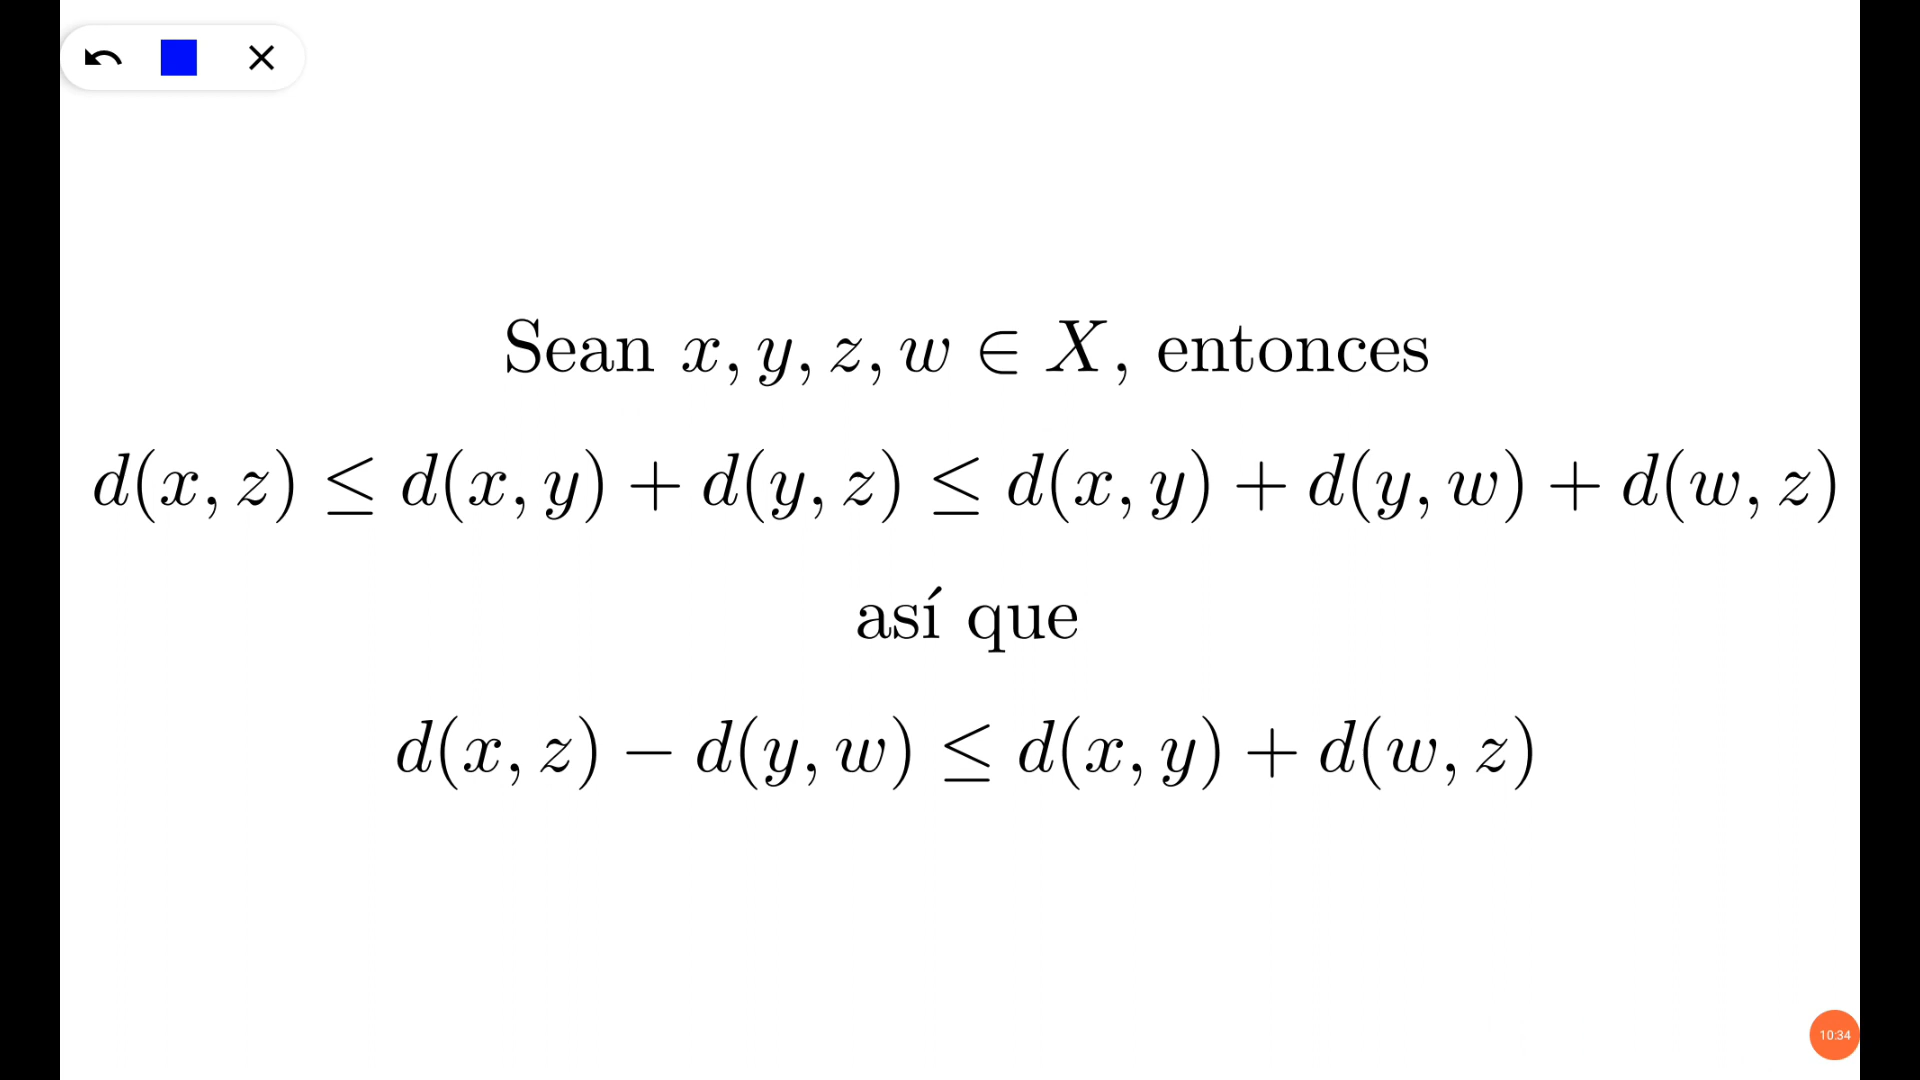 Sean x, y, z, w ∈ X, entonces
d(x, z) ≤ d(x, y) + d(y, z) ≤ d(x, y) + d(y, w) + d(w, z)
así que
d(x, z) − d(y, w) ≤ d(x, y) + d(w, z)
10:34